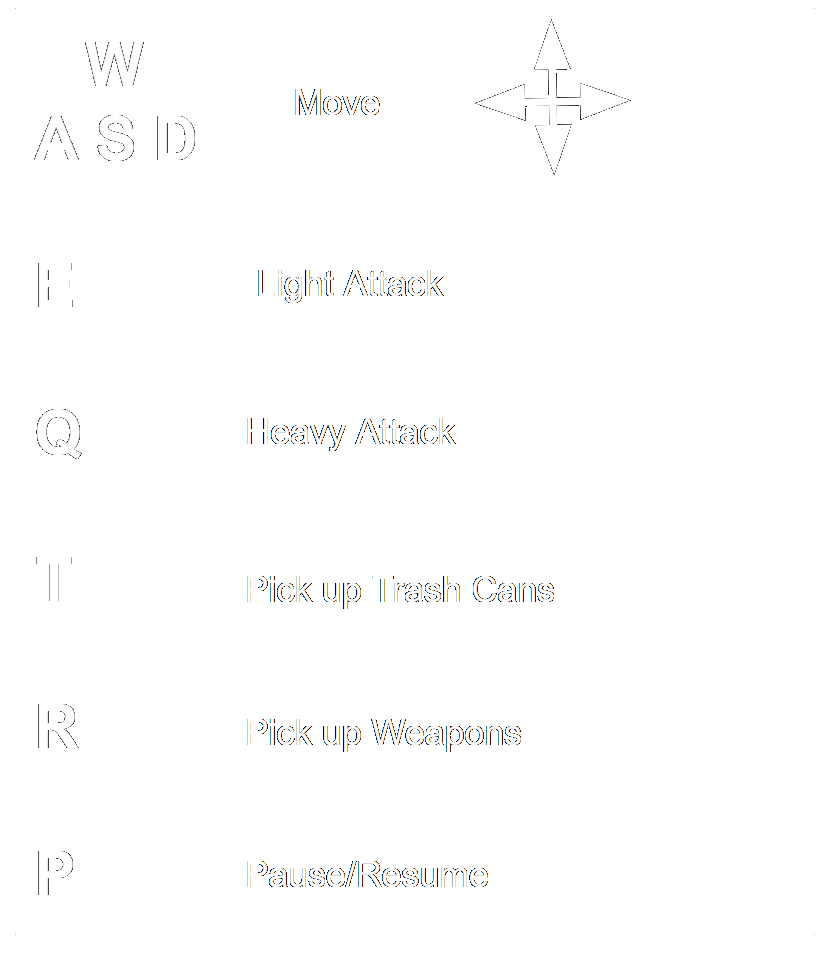 W
A S D
Move
E
Light Attack
Q
Heavy Attack
T
Pick up Trash Cans
R
Pick up Weapons
P
Pause/Resume